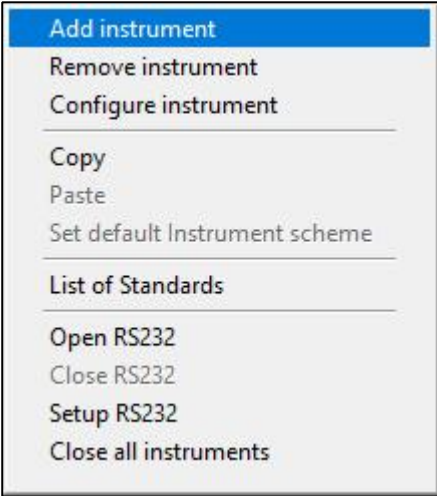 Add instrument
Remove instrument
Configure instrument
Copy
Paste
Set default Instrument scheme
List of Standards
Open RS232
Close RS232
Setup RS232
Close all instruments